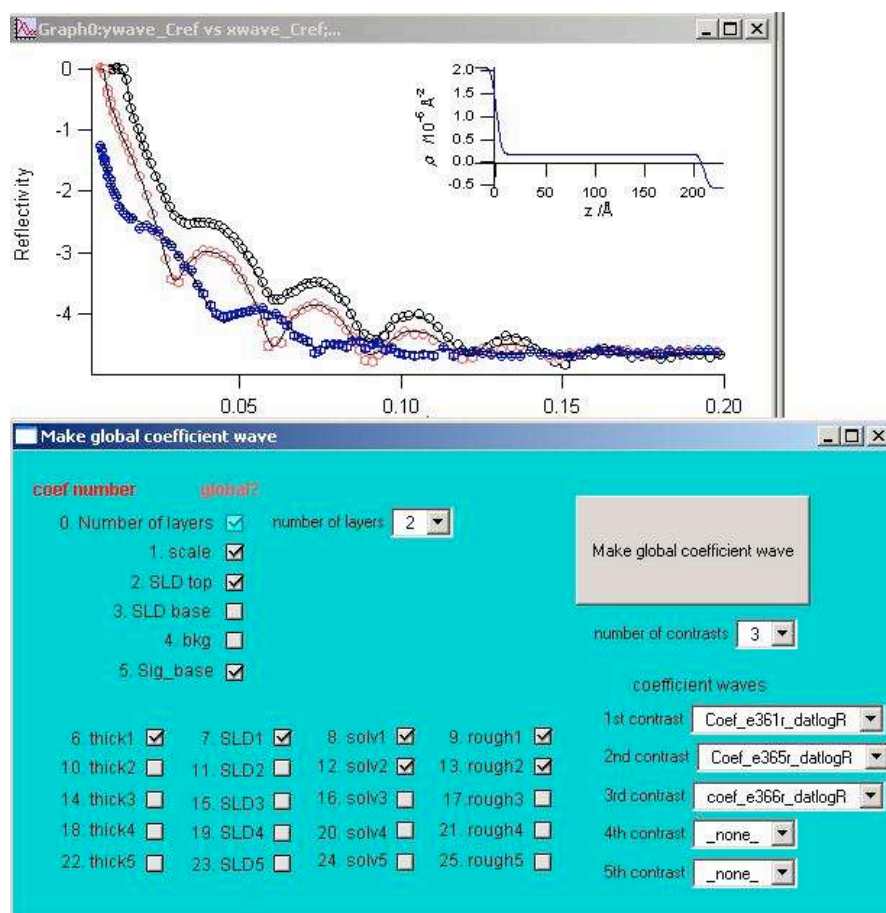 Graph0:ywave_Cref vs xwave_Cref;...
Reflectivity
0
-1
-2
-3
-4
0.05 0.10 0.15 0.20
ρ /10⁻⁶ Å⁻²
2.0
1.5
1.0
0.5
0.0
-0.5
0 50 100 150 200
z /Å
Make global coefficient wave
coef number global?
0. Number of layers number of layers 2
1. scale
2. SLD top
3. SLD base
4. bkg
5. Sig_base
Make global coefficient wave
number of contrasts 3
coefficient waves
1st contrast Coef_e361r_datlogR
2nd contrast Coef_e365r_datlogR
3rd contrast coef_e366r_datlogR
4th contrast _none_
5th contrast _none_
6. thick1 7. SLD1 8. solv1 9. rough1
10. thick2 11. SLD2 12. solv2 13. rough2
14. thick3 15. SLD3 16. solv3 17. rough3
18. thick4 19. SLD4 20. solv4 21. rough4
22. thick5 23. SLD5 24. solv5 25. rough5